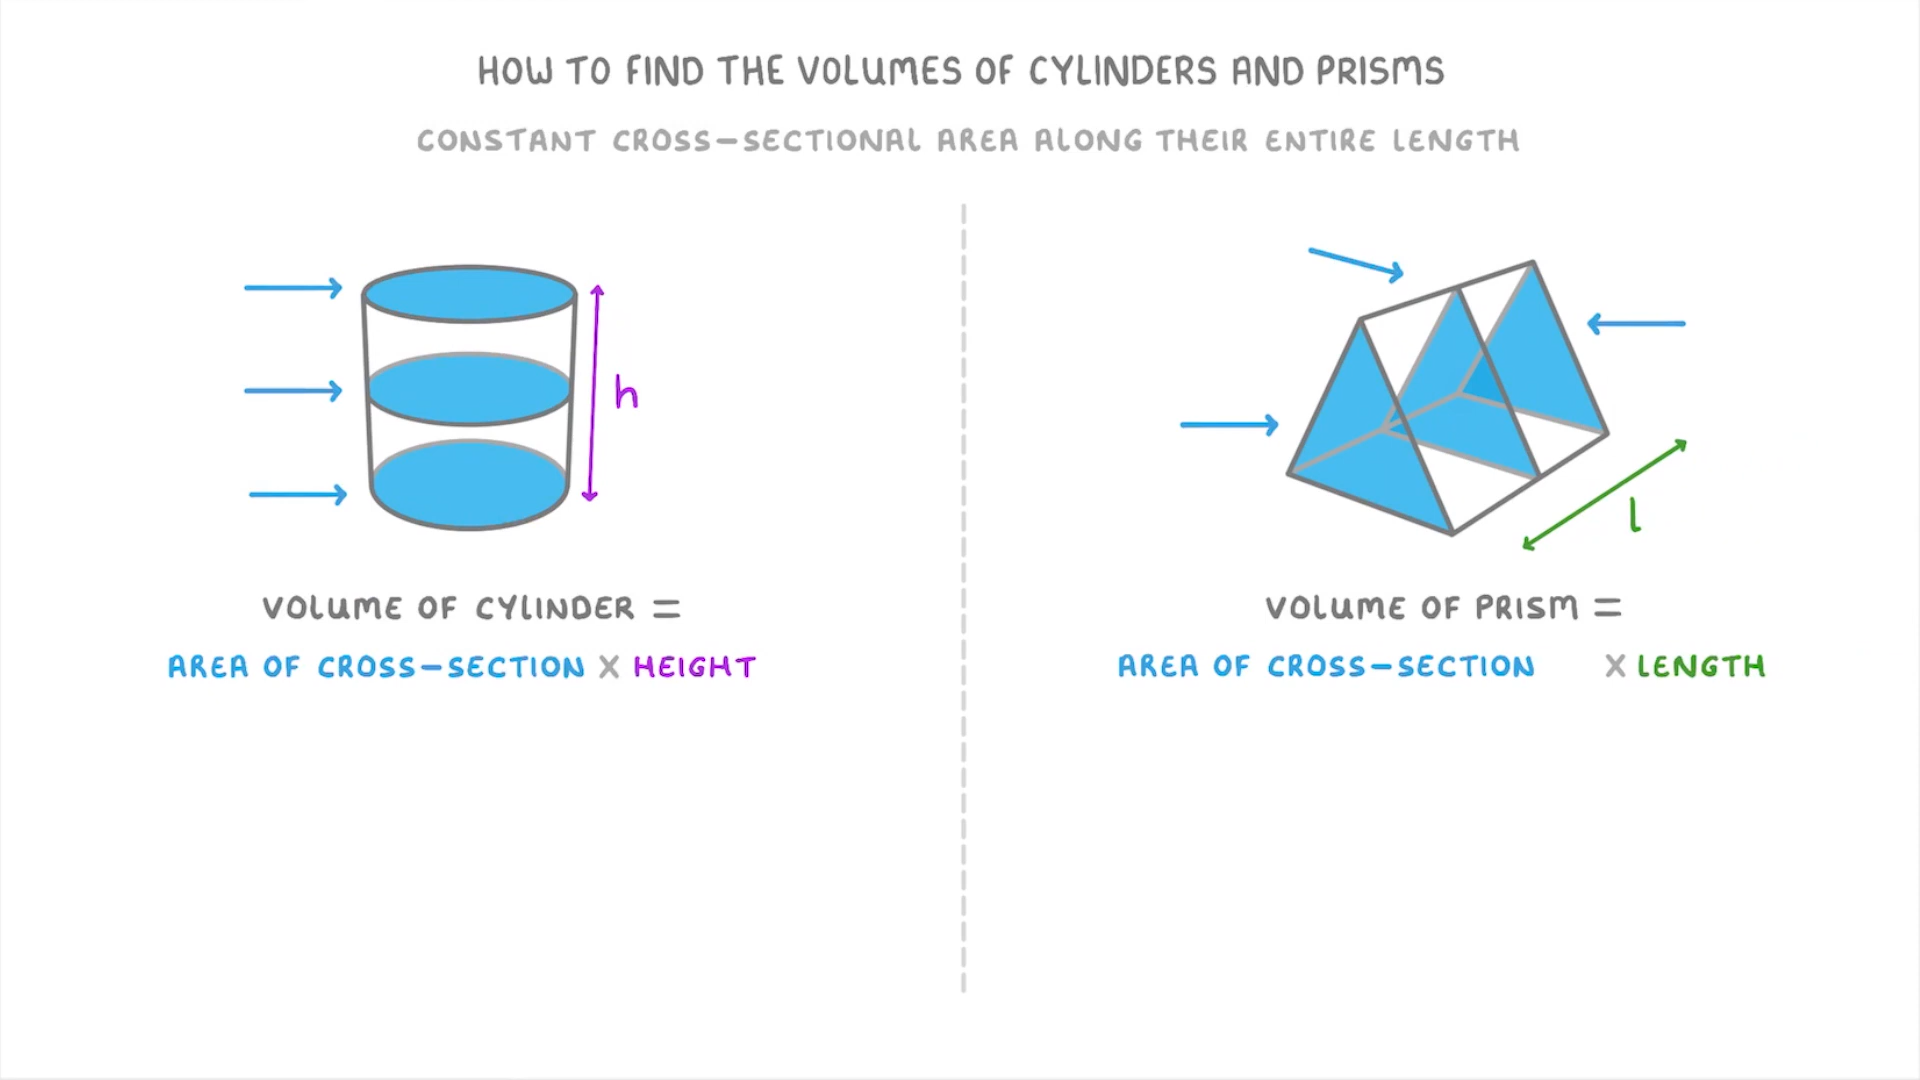 HOW TO FIND THE VOLUMES OF CYLINDERS AND PRISMS
CONSTANT CROSS-SECTIONAL AREA ALONG THEIR ENTIRE LENGTH
h
VOLUME OF CYLINDER =
AREA OF CROSS-SECTION X HEIGHT
l
VOLUME OF PRISM =
AREA OF CROSS-SECTION X LENGTH